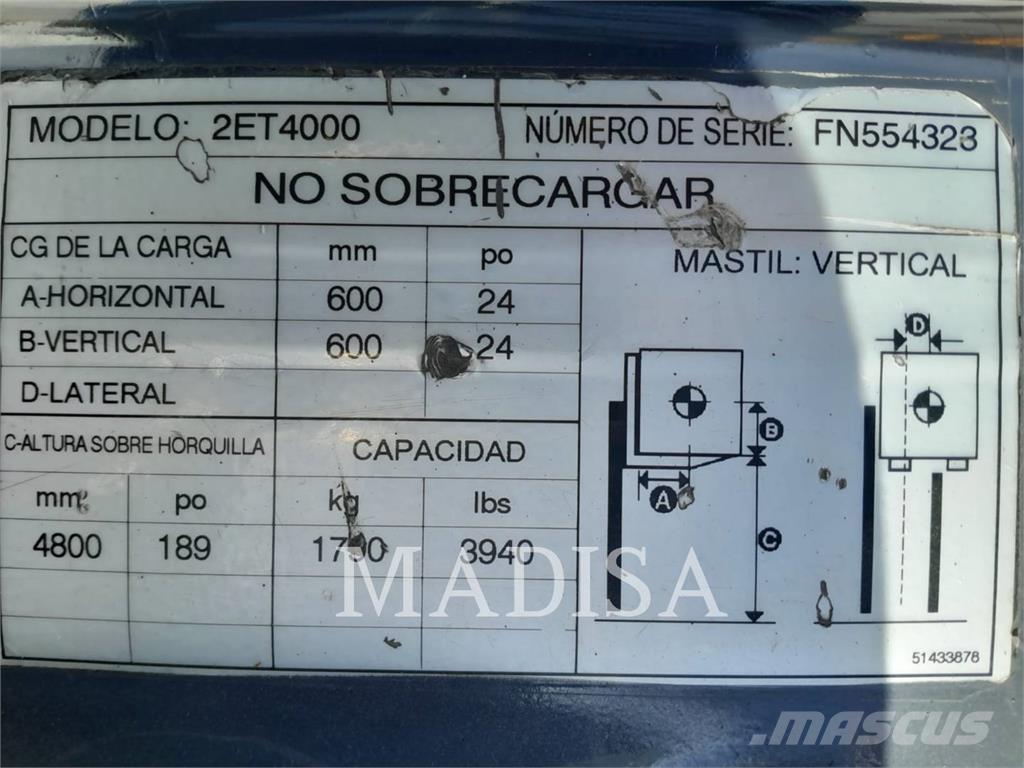 MODELO: 2ET4000 NÚMERO DE SERIE: FN554323
NO SOBRECARGAR
CG DE LA CARGA mm po
A-HORIZONTAL 600 24
B-VERTICAL 600 24
D-LATERAL
C-ALTURA SOBRE HORQUILLA CAPACIDAD
mm po kg lbs
4800 189 1790 3940
MASTIL: VERTICAL
D
B
A
C
51433878
MADISA
MASCUS